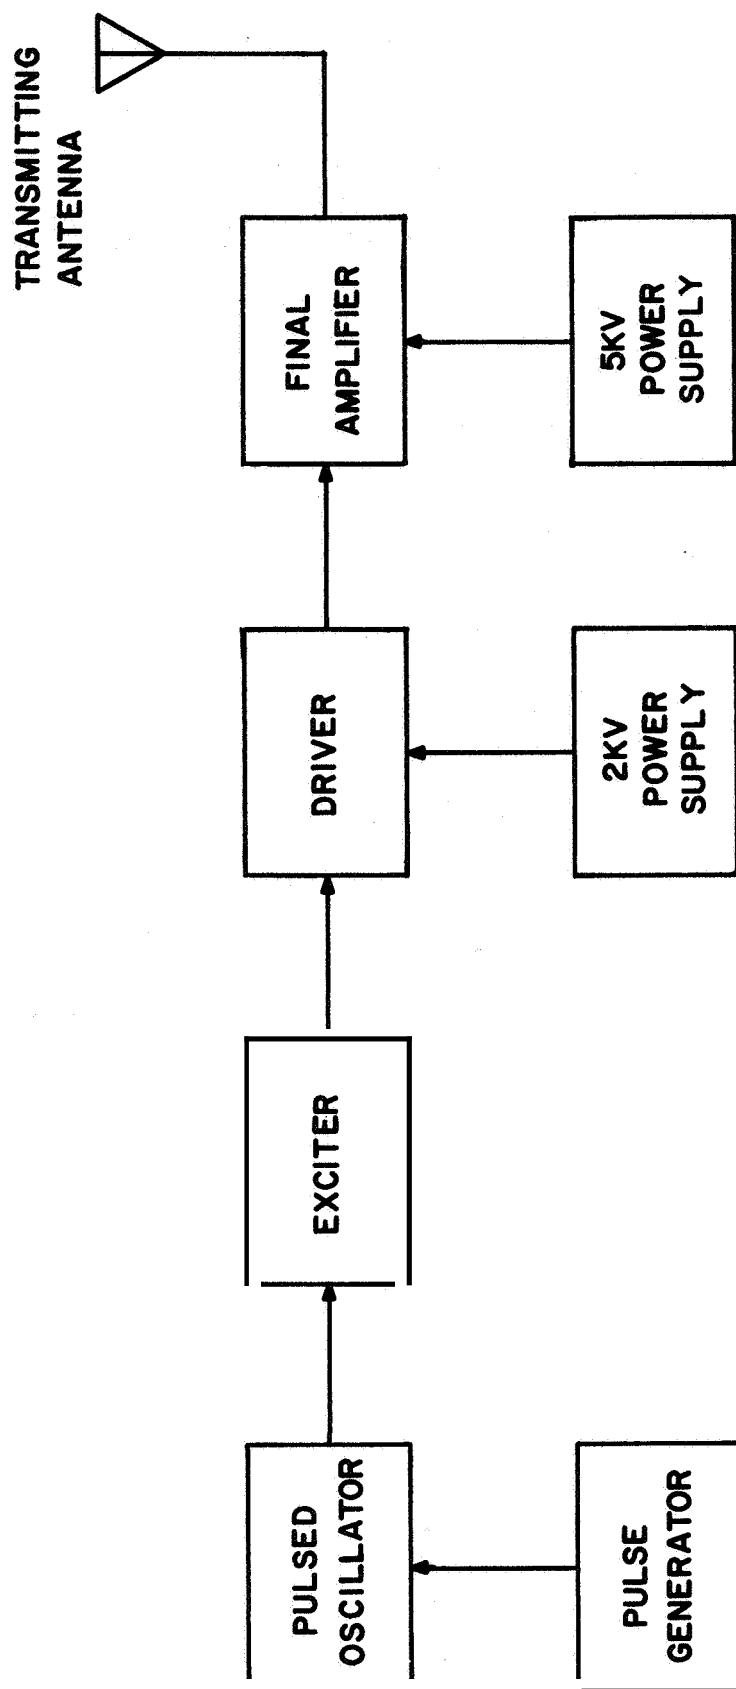 PULSED
OSCILLATOR
EXCITER
DRIVER
FINAL
AMPLIFIER
TRANSMITTING
ANTENNA
PULSE
GENERATOR
2KV
POWER
SUPPLY
5KV
POWER
SUPPLY